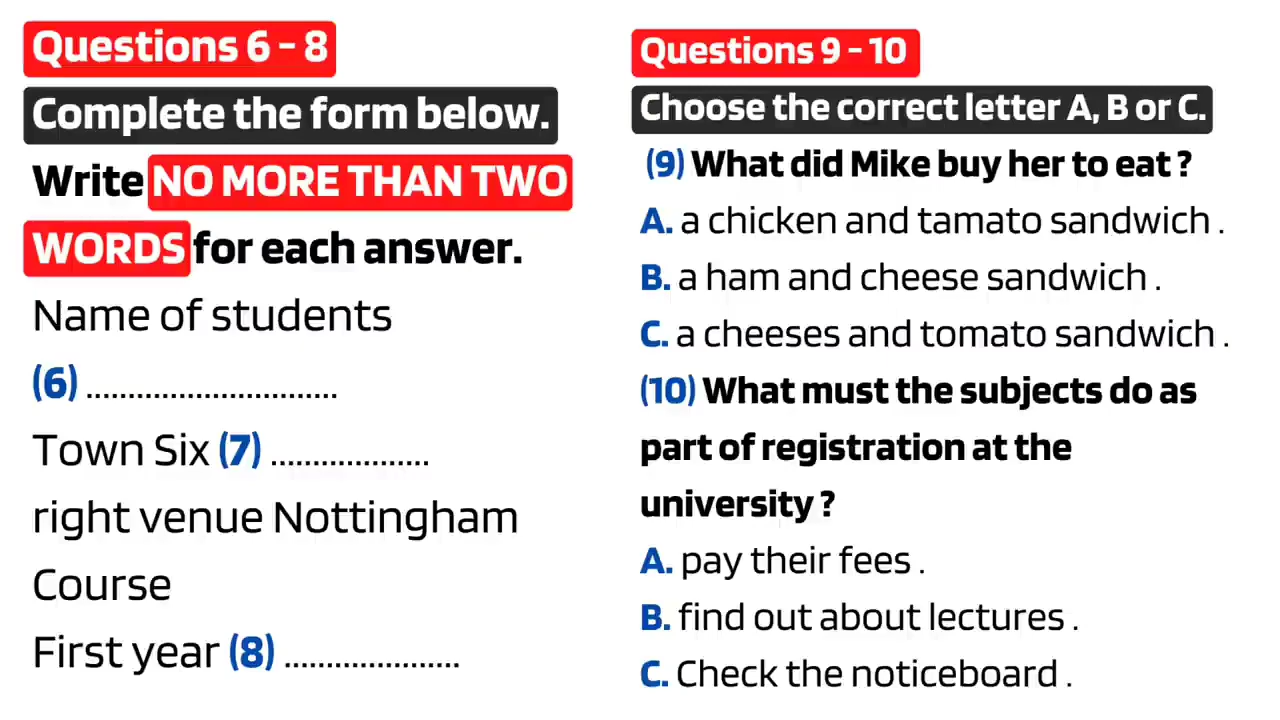 Questions 6 - 8
Complete the form below.
Write NO MORE THAN TWO
WORDS for each answer.
Name of students
(6) ..............................
Town Six (7) ...................
right venue Nottingham
Course
First year (8) .....................
Questions 9 - 10
Choose the correct letter A, B or C.
(9) What did Mike buy her to eat ?
A. a chicken and tamato sandwich .
B. a ham and cheese sandwich .
C. a cheeses and tomato sandwich .
(10) What must the subjects do as
part of registration at the
university ?
A. pay their fees .
B. find out about lectures .
C. Check the noticeboard .